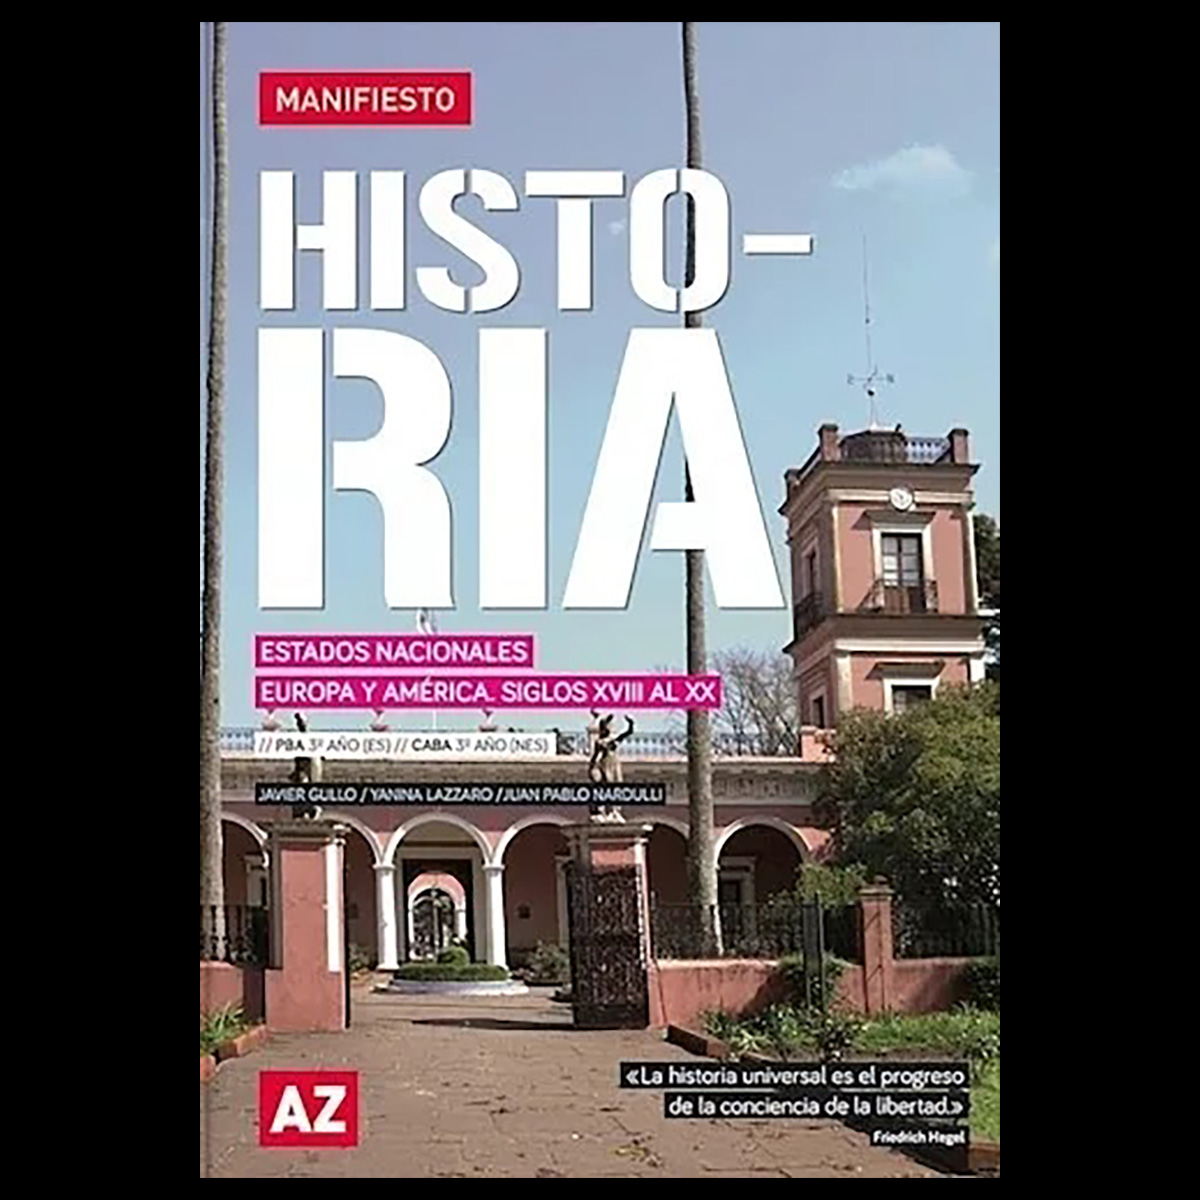 MANIFIESTO
HISTO-
RIA
ESTADOS NACIONALES
EUROPA Y AMÉRICA. SIGLOS XVIII AL XX
// PBA 3º AÑO (ES) // CABA 3º AÑO (NES)
JAVIER GUILLO / YANINA LAZZARO / JUAN PABLO NARDULLI
AZ
«La historia universal es el progreso
de la conciencia de la libertad.»
Friedrich Hegel